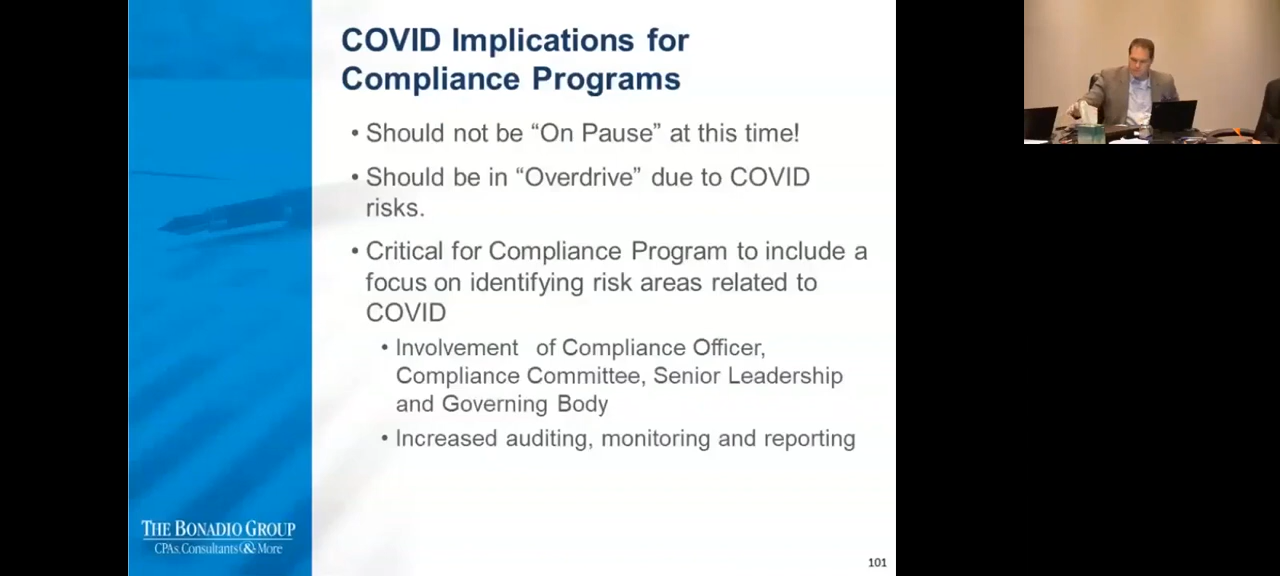 COVID Implications for
Compliance Programs
• Should not be “On Pause” at this time!
• Should be in “Overdrive” due to COVID
risks.
• Critical for Compliance Program to include a
focus on identifying risk areas related to
COVID
• Involvement of Compliance Officer,
Compliance Committee, Senior Leadership
and Governing Body
• Increased auditing, monitoring and reporting
THE BONADIO GROUP
CPAs, Consultants & More
101